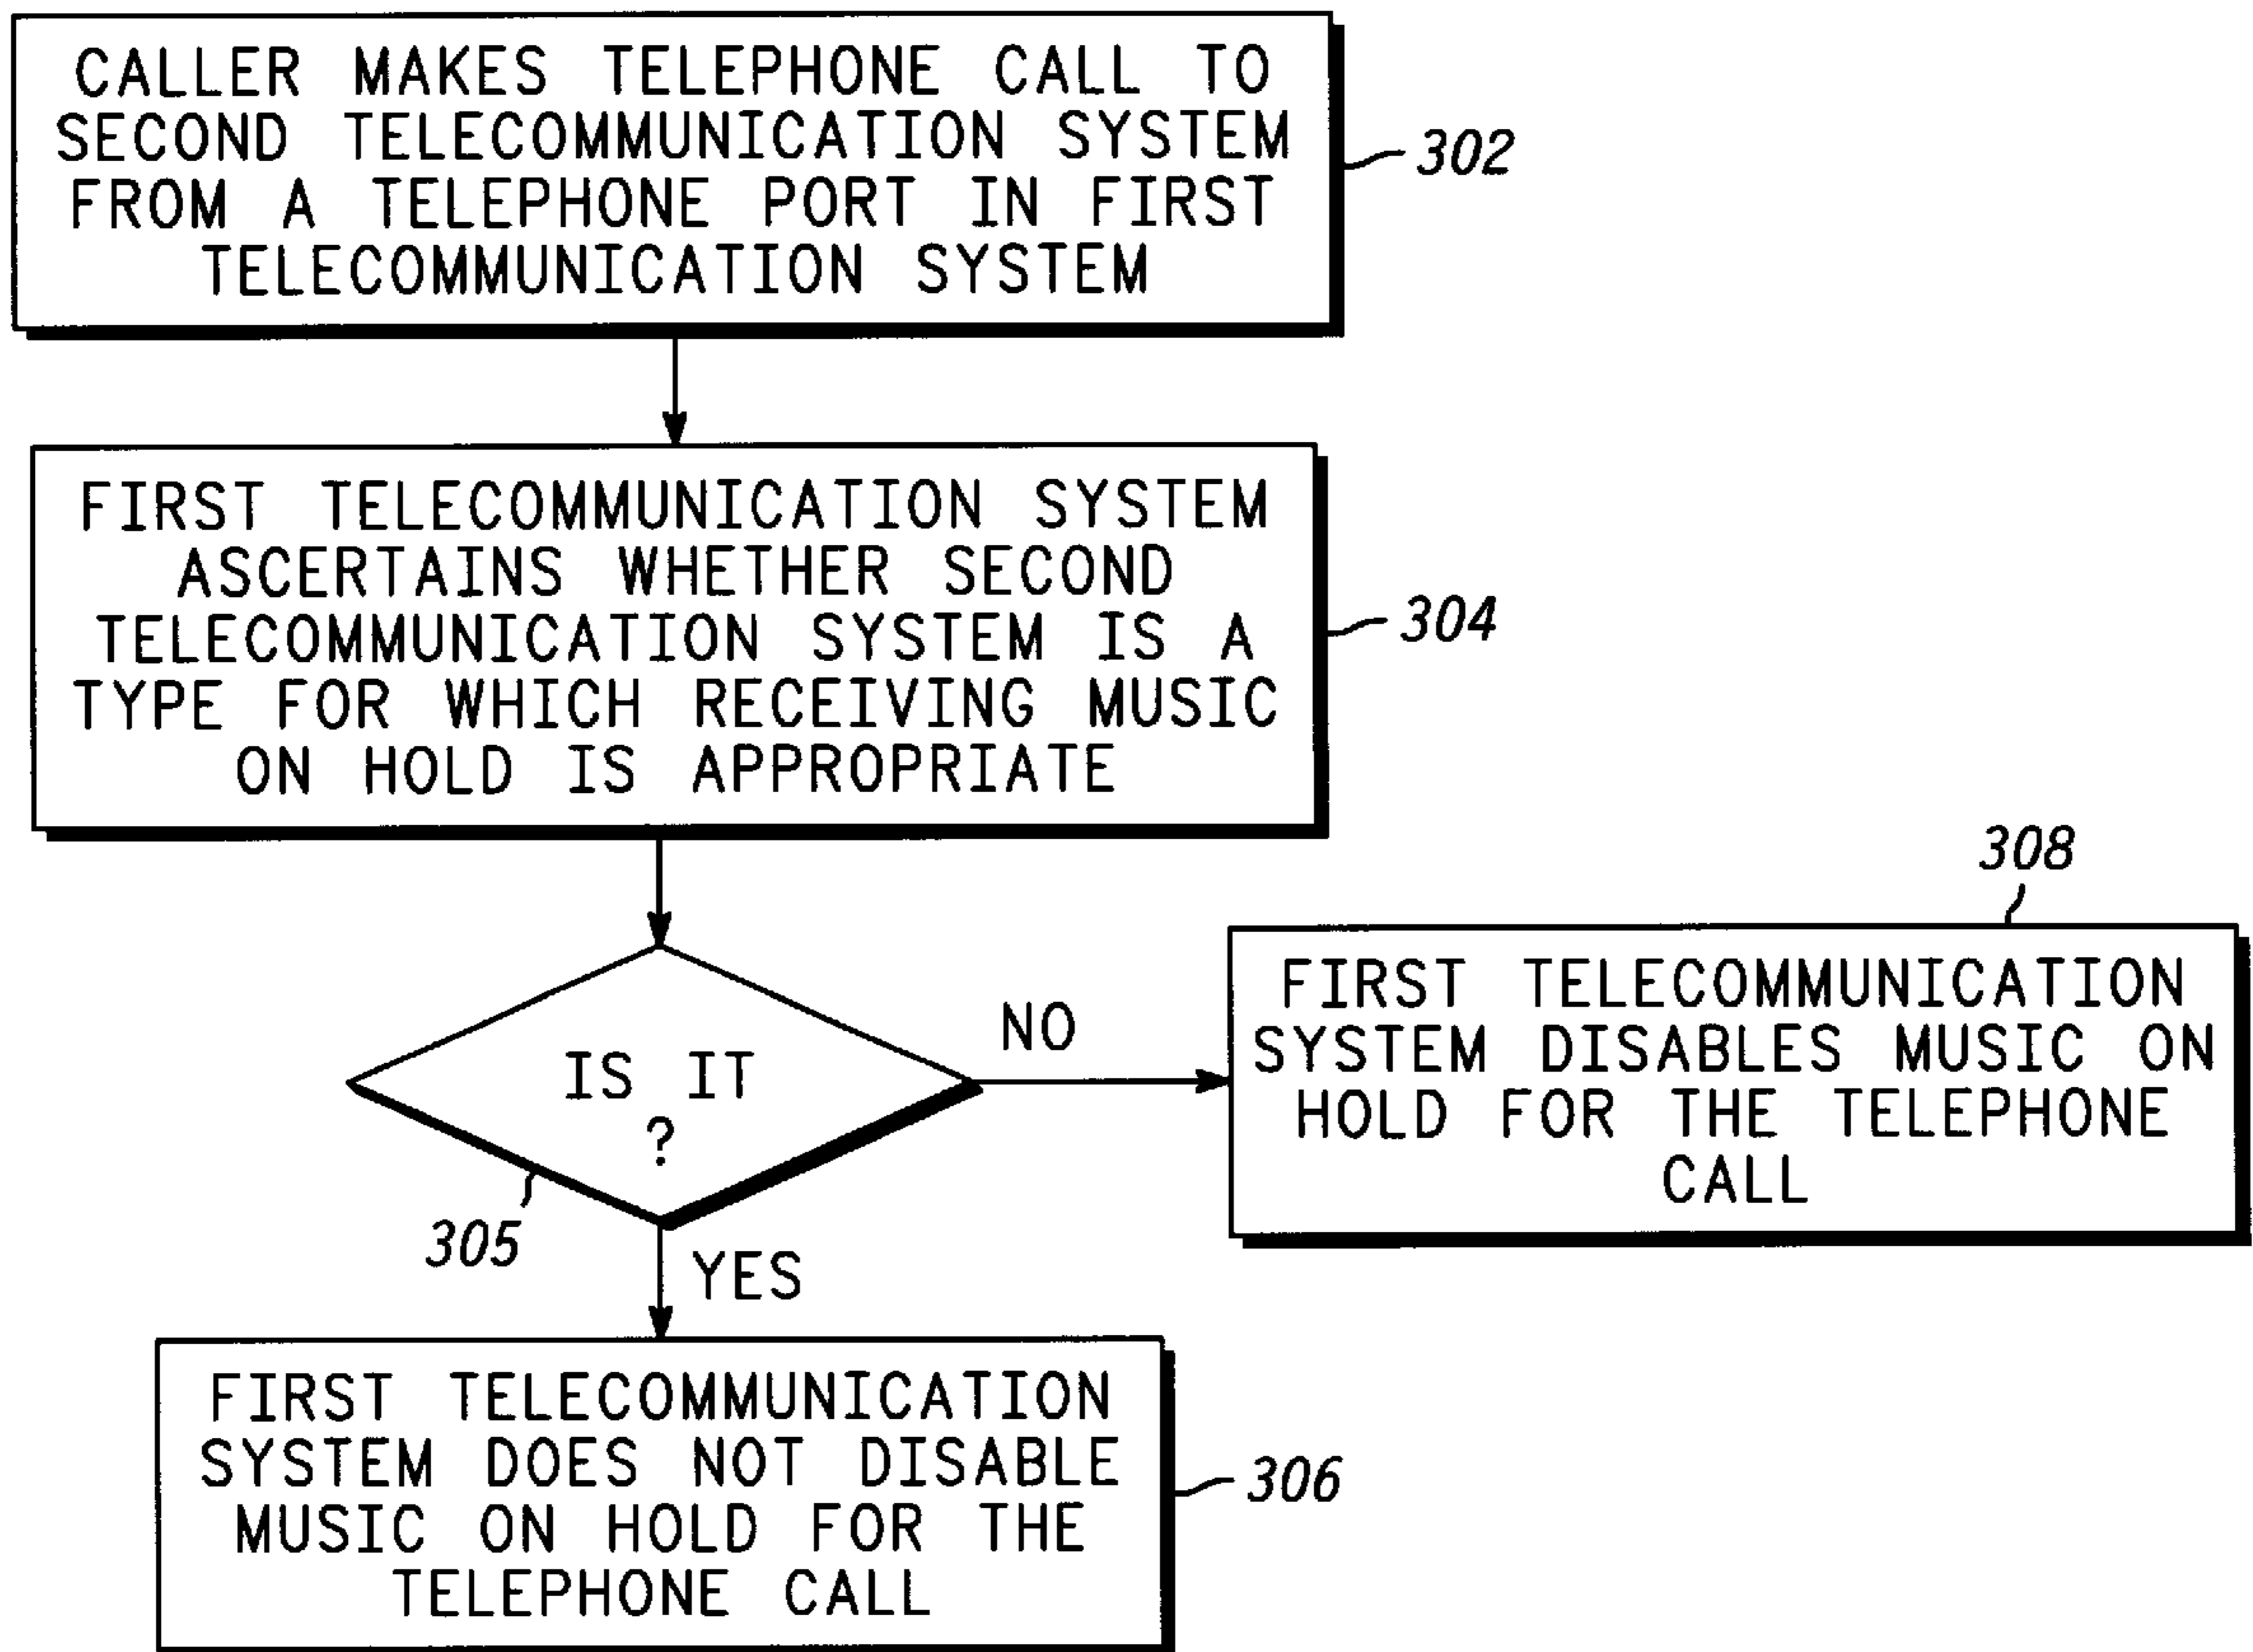 CALLER MAKES TELEPHONE CALL TO
SECOND TELECOMMUNICATION SYSTEM
FROM A TELEPHONE PORT IN FIRST
TELECOMMUNICATION SYSTEM
302
FIRST TELECOMMUNICATION SYSTEM
ASCERTAINS WHETHER SECOND
TELECOMMUNICATION SYSTEM IS A
TYPE FOR WHICH RECEIVING MUSIC
ON HOLD IS APPROPRIATE
304
IS IT
?
305
NO
308
FIRST TELECOMMUNICATION
SYSTEM DISABLES MUSIC ON
HOLD FOR THE TELEPHONE
CALL
YES
FIRST TELECOMMUNICATION
SYSTEM DOES NOT DISABLE
MUSIC ON HOLD FOR THE
TELEPHONE CALL
306